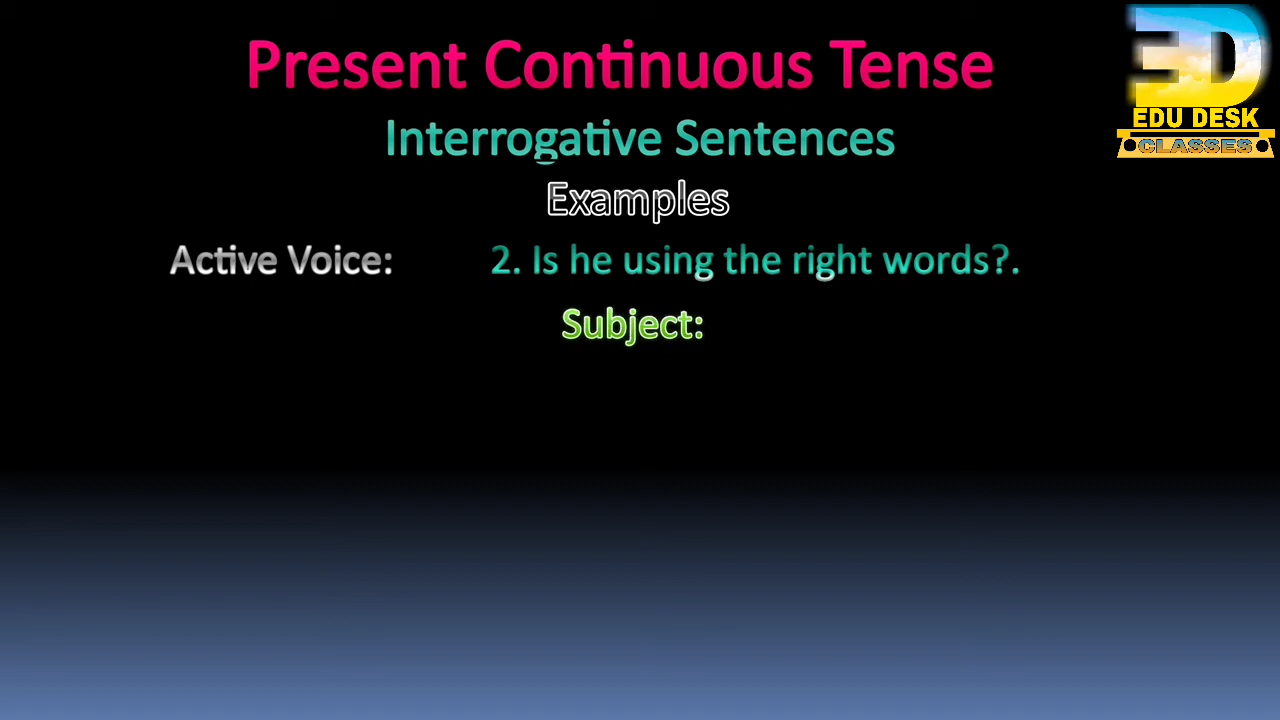 Present Continuous Tense
Interrogative Sentences
Examples
Active Voice: 2. Is he using the right words?.
Subject:
ED
EDU DESK
CLASSES